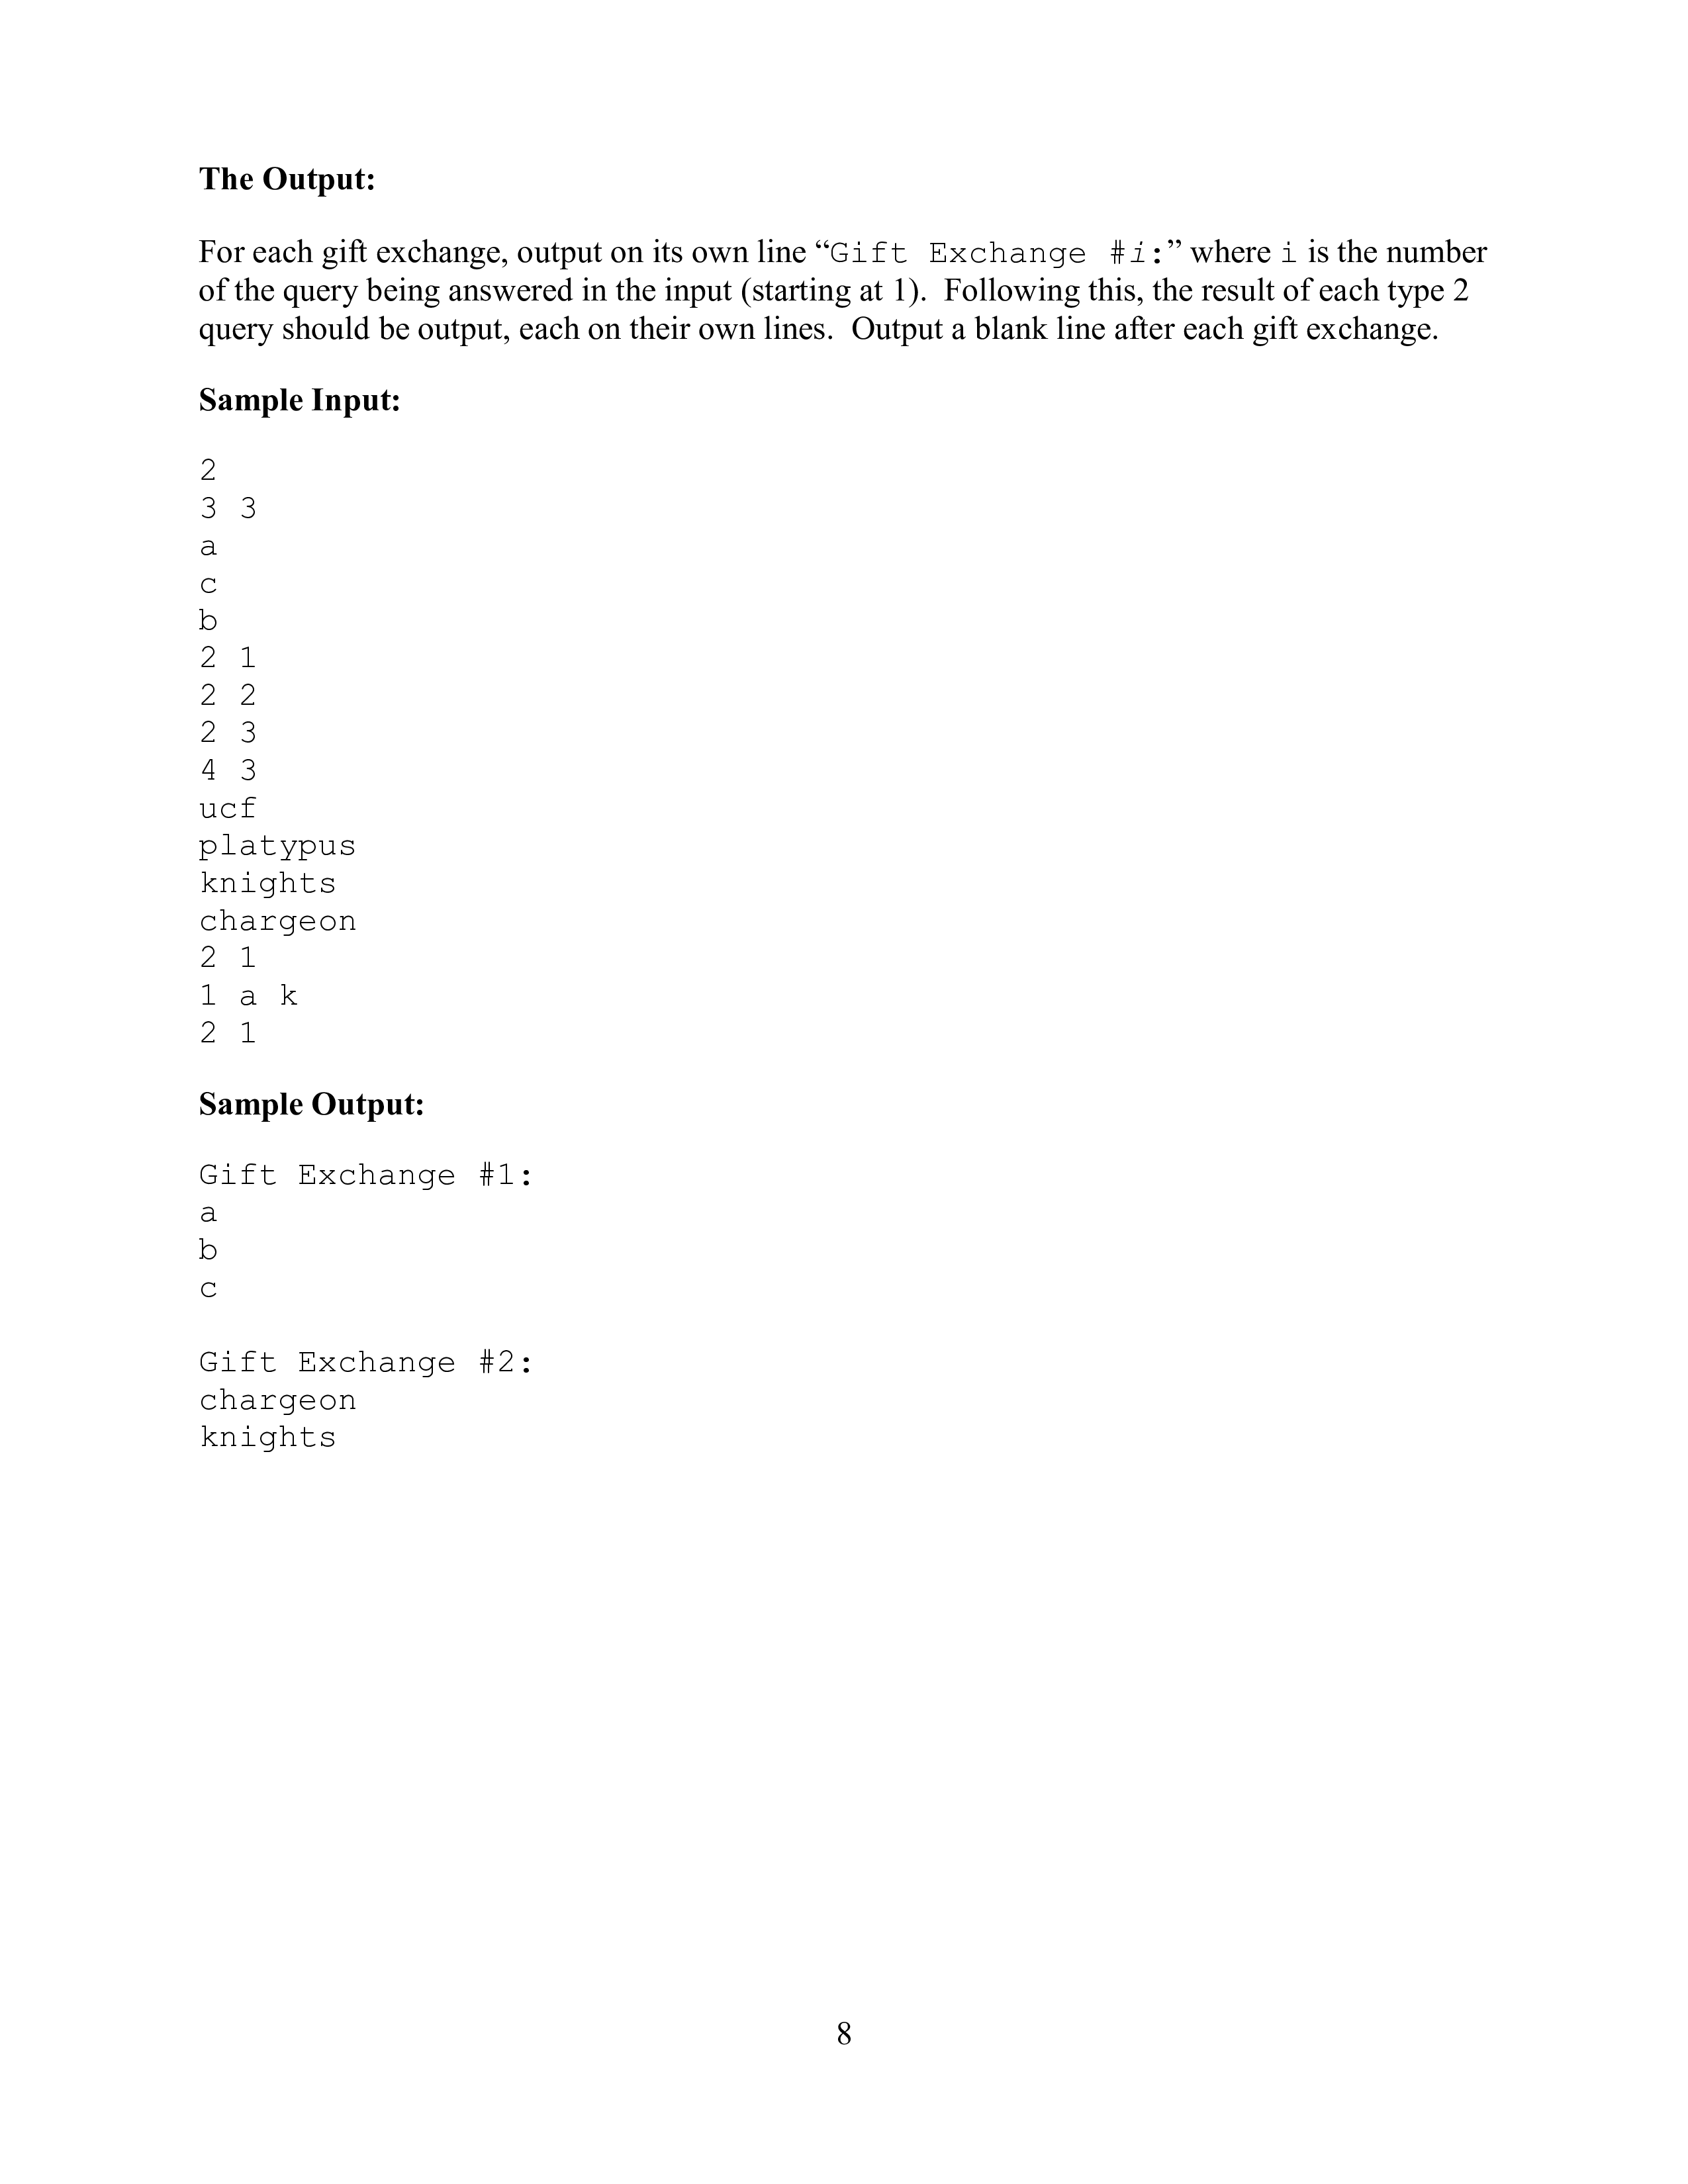 The Output:
For each gift exchange, output on its own line “Gift Exchange #i:” where i is the number
of the query being answered in the input (starting at 1).  Following this, the result of each type 2
query should be output, each on their own lines.  Output a blank line after each gift exchange.
Sample Input:
2
3 3
a
c
b
2 1
2 2
2 3
4 3
ucf
platypus
knights
chargeon
2 1
1 a k
2 1
Sample Output:
Gift Exchange #1:
a
b
c
Gift Exchange #2:
chargeon
knights
8